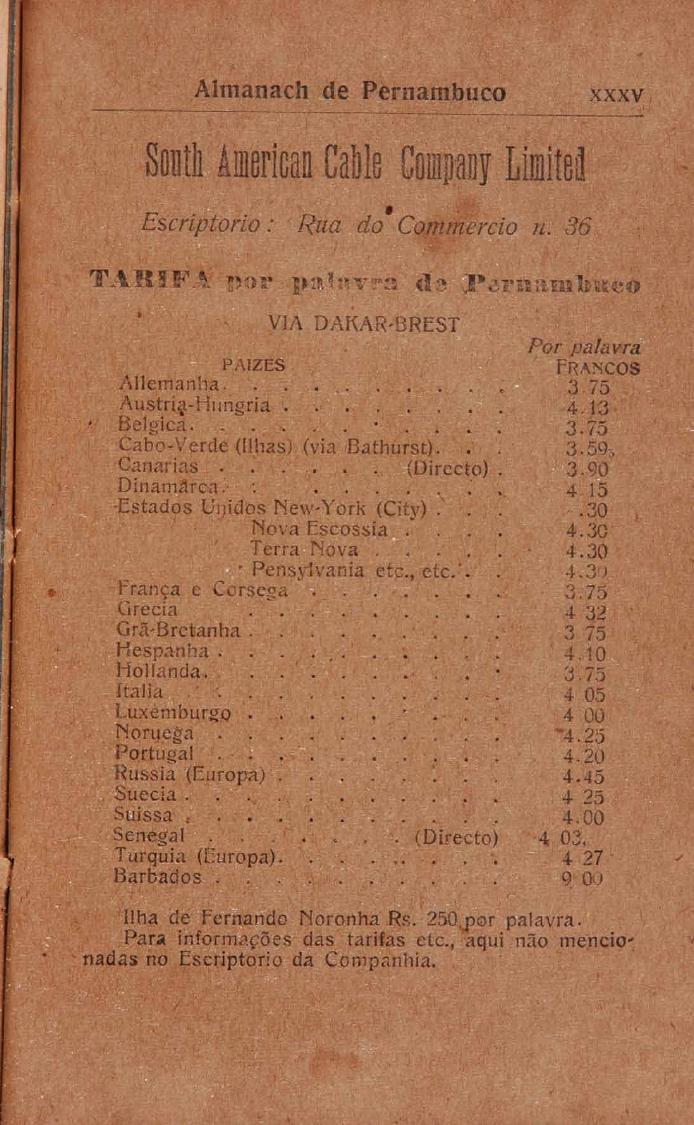 Almanach de Pernambuco XXXV
South American Cable Company Limited
Escriptorio : Rua do Commercio n. 36
TARIFA por palavra de Pernambuco
VIA DAKAR-BREST
Por palavra
PAIZES FRANCOS
Allemanha. . . . . . . . . . 3 75
Austria-Hungria . . . . . . . . 4.13
Belgica. . . . . . . . . . . 3.75
Cabo-Verde (Ilhas) (via Bathurst). . . 3.59
Canarias . . . . . . (Directo) . 3.90
Dinamarca. . . . . . . . . 4 15
Estados Unidos New-York (City) . . . .30
Nova Escossia . . . . 4.30
Terra Nova . . . . . 4.30
Pensylvania etc., etc. . . 4.30
França e Corsega . . . . . . . 3.75
Grecia . . . . . . . . . 4 32
Grã-Bretanha . . . . . . . . . 3 75
Hespanha . . . . . . . . . . 4.10
Hollanda. . . . . . . . . . 3.75
Italia . . . . . . . . . . 4 05
Luxemburgo . . . . . . . . . 4 00
Noruega . . . . . . . . . . 4.25
Portugal . . . . . . . . . . 4.20
Russia (Europa) . . . . . . . . 4.45
Suecia . . . . . . . . . . . 4 25
Suissa . . . . . . . . . . . 4.00
Senegal . . . . . . . (Directo) 4 03.
Turquia (Europa). . . . . . . . 4 27
Barbados . . . . . . . . . . 9 00
Ilha de Fernando Noronha Rs. 250 por palavra.
Para informações das tarifas etc., aqui não mencio-
nadas no Escriptorio da Companhia.